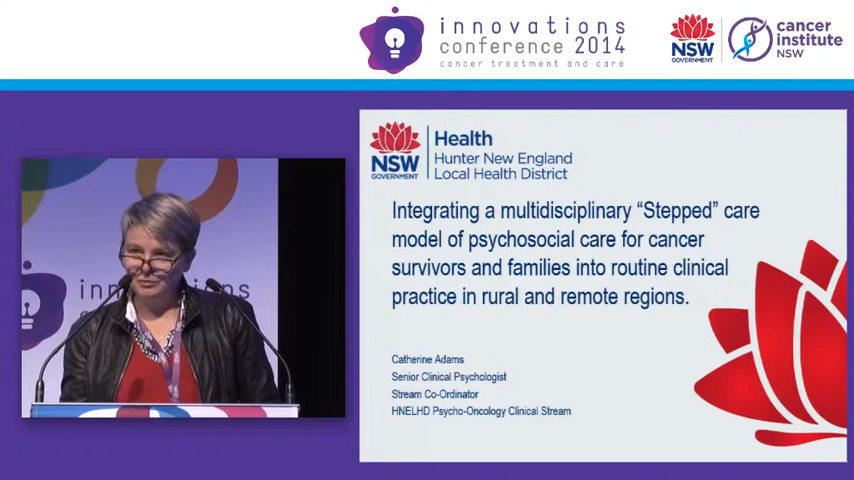 innovations
conference 2014
cancer treatment and care
NSW
GOVERNMENT
cancer
institute
NSW
NSW
GOVERNMENT
Health
Hunter New England
Local Health District
Integrating a multidisciplinary “Stepped” care
model of psychosocial care for cancer
survivors and families into routine clinical
practice in rural and remote regions.
Catherine Adams
Senior Clinical Psychologist
Stream Co-Ordinator
HNELHD Psycho-Oncology Clinical Stream